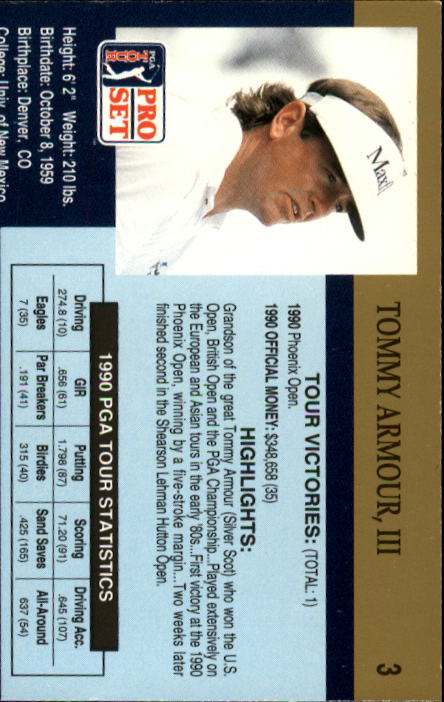 TOMMY ARMOUR, III 3
Maxfli
PGA
TOUR
PRO
SET
Height: 6' 2" Weight: 210 lbs.
Birthdate: October 8, 1959
Birthplace: Denver, CO
College: Univ. of New Mexico
TOUR VICTORIES: (TOTAL: 1)
1990 Phoenix Open.
1990 OFFICIAL MONEY: $348,658 (35)
HIGHLIGHTS:
Grandson of the great Tommy Armour (Silver Scot) who won the U.S.
Open, British Open and the PGA Championship...Played extensively on
the European and Asian tours in the early '80s...First victory at the 1990
Phoenix Open, winning by a five-stroke margin...Two weeks later
finished second in the Shearson Lehman Hutton Open.
1990 PGA TOUR STATISTICS
Driving GIR Putting Scoring Driving Acc.
274.8 (10) .656 (61) 1.798 (87) 71.20 (91) .645 (107)
Eagles Par Breakers Birdies Sand Saves All-Around
7 (35) .191 (41) 315 (40) .425 (165) 637 (54)